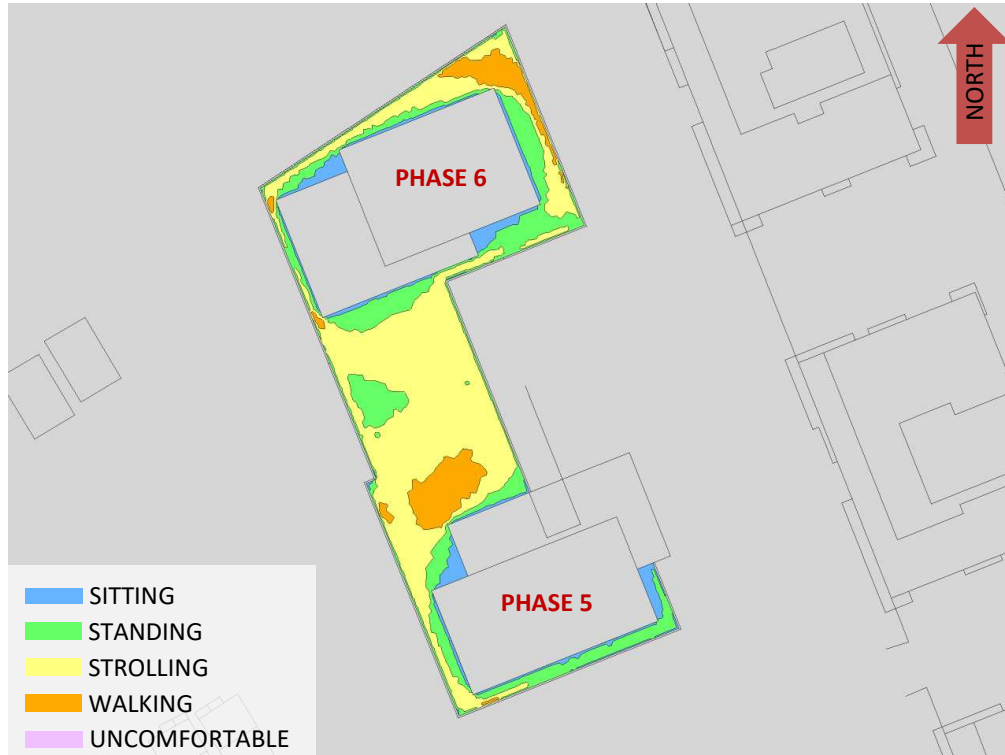 NORTH
PHASE 6
PHASE 5
SITTING
STANDING
STROLLING
WALKING
UNCOMFORTABLE